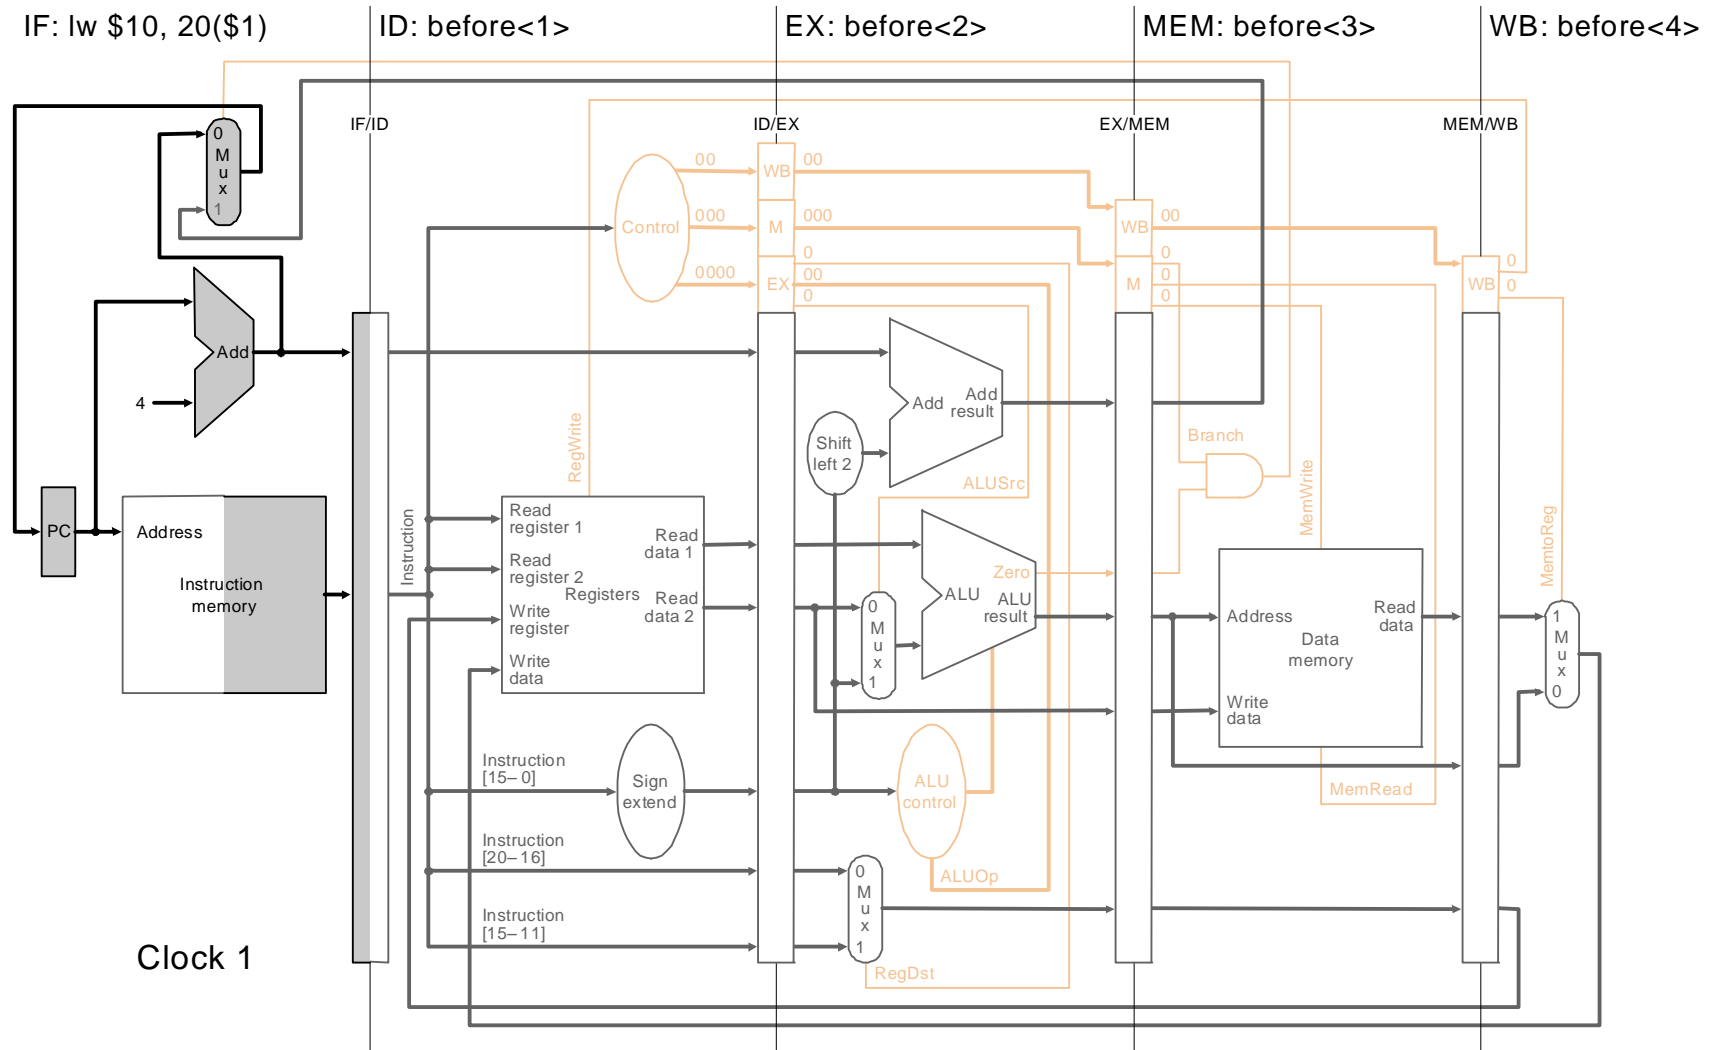 IF: lw $10, 20($1)
ID: before<1>
EX: before<2>
MEM: before<3>
WB: before<4>
IF/ID
ID/EX
EX/MEM
MEM/WB
0
M
u
x
1
Control
00
000
0000
WB
M
EX
00
000
0
00
0
WB
M
00
0
0
0
WB
0
0
Add
4
PC
Address
Instruction
memory
Instruction
RegWrite
Read
register 1
Read
register 2
Write
register
Write
data
Registers
Read
data 1
Read
data 2
Shift
left 2
Add
Add
result
ALUSrc
0
M
u
x
1
ALU
Zero
ALU
result
Branch
MemWrite
Address
Write
data
Data
memory
Read
data
MemRead
MemtoReg
1
M
u
x
0
Instruction
[15–0]
Sign
extend
ALU
control
ALUOp
Instruction
[20–16]
Instruction
[15–11]
0
M
u
x
1
RegDst
Clock 1